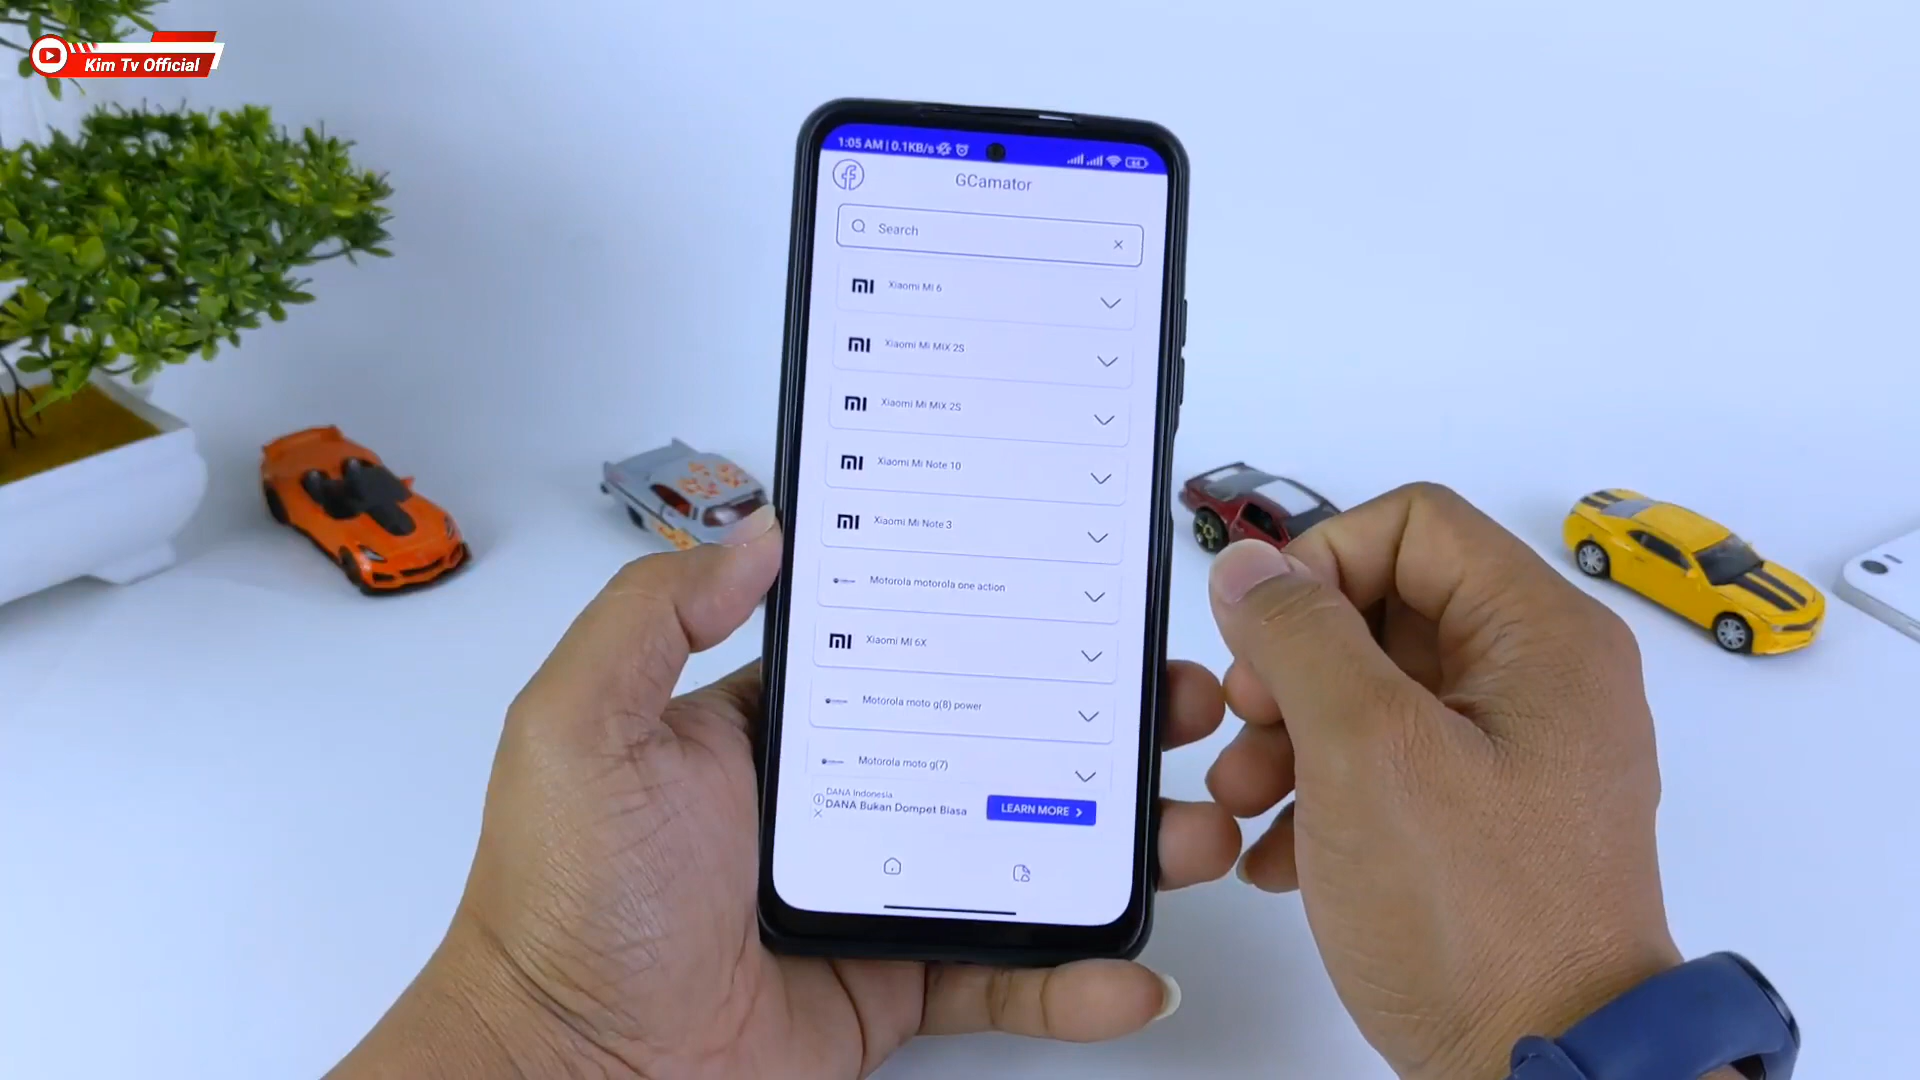 Kim Tv Official
1:05 AM | 0.1KB/s
GCamator
Search
Xiaomi MI 6
Xiaomi Mi MIX 2S
Xiaomi Mi MIX 2S
Xiaomi Mi Note 10
Xiaomi Mi Note 3
Motorola motorola one action
Xiaomi MI 6X
Motorola moto g(8) power
Motorola moto g(7)
DANA Indonesia
DANA Bukan Dompet Biasa
LEARN MORE